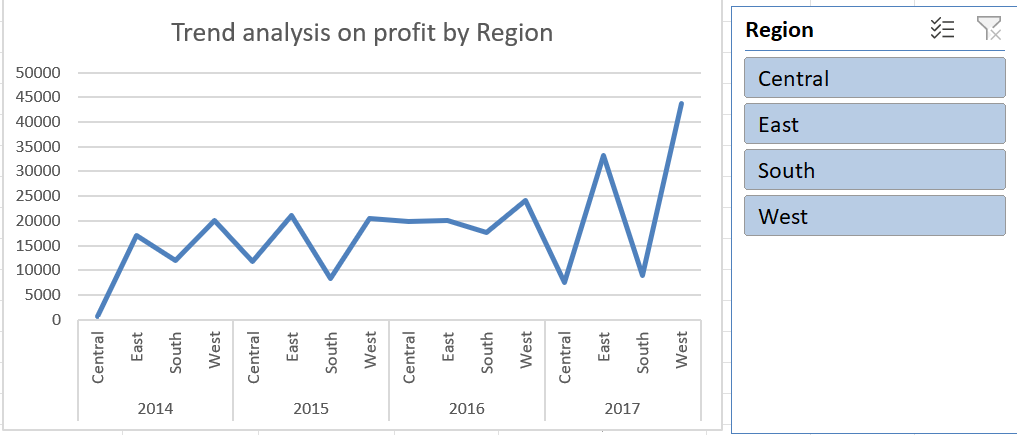 Trend analysis on profit by Region
50000
45000
40000
35000
30000
25000
20000
15000
10000
5000
0
Central East South West Central East South West Central East South West Central East South West
2014 2015 2016 2017
Region
Central
East
South
West